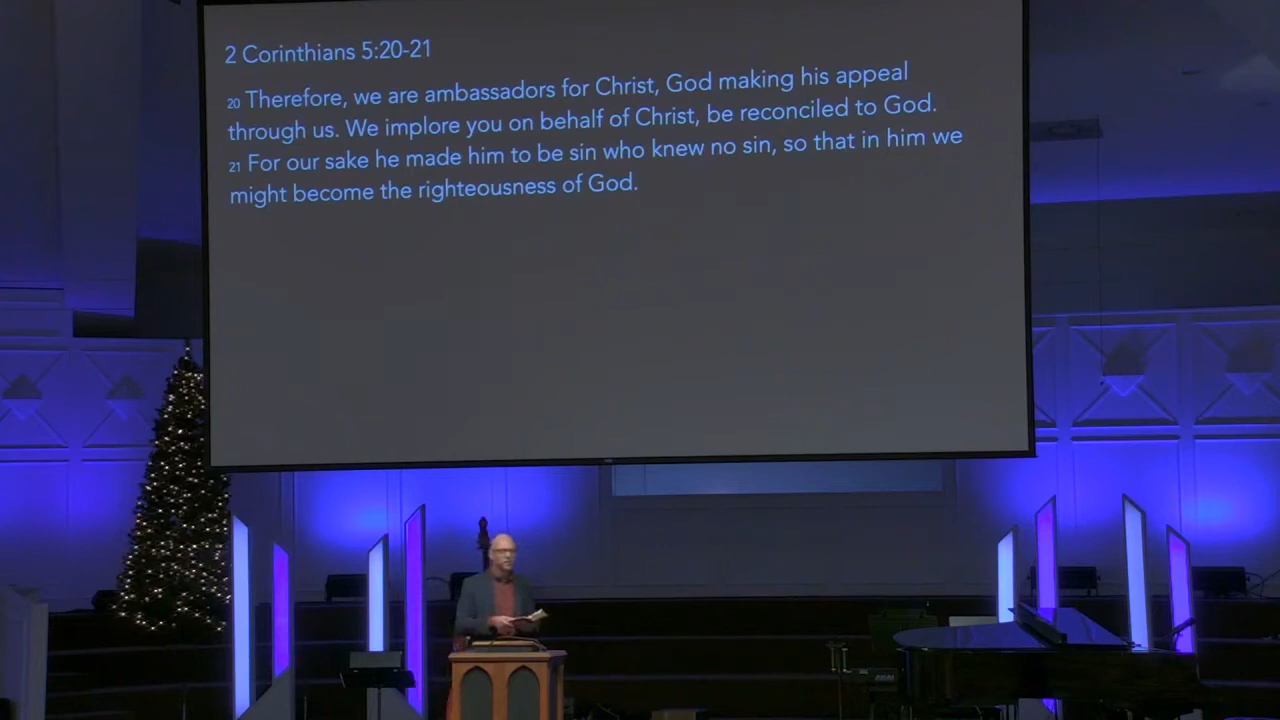 2 Corinthians 5:20-21
20 Therefore, we are ambassadors for Christ, God making his appeal
through us. We implore you on behalf of Christ, be reconciled to God.
21 For our sake he made him to be sin who knew no sin, so that in him we
might become the righteousness of God.